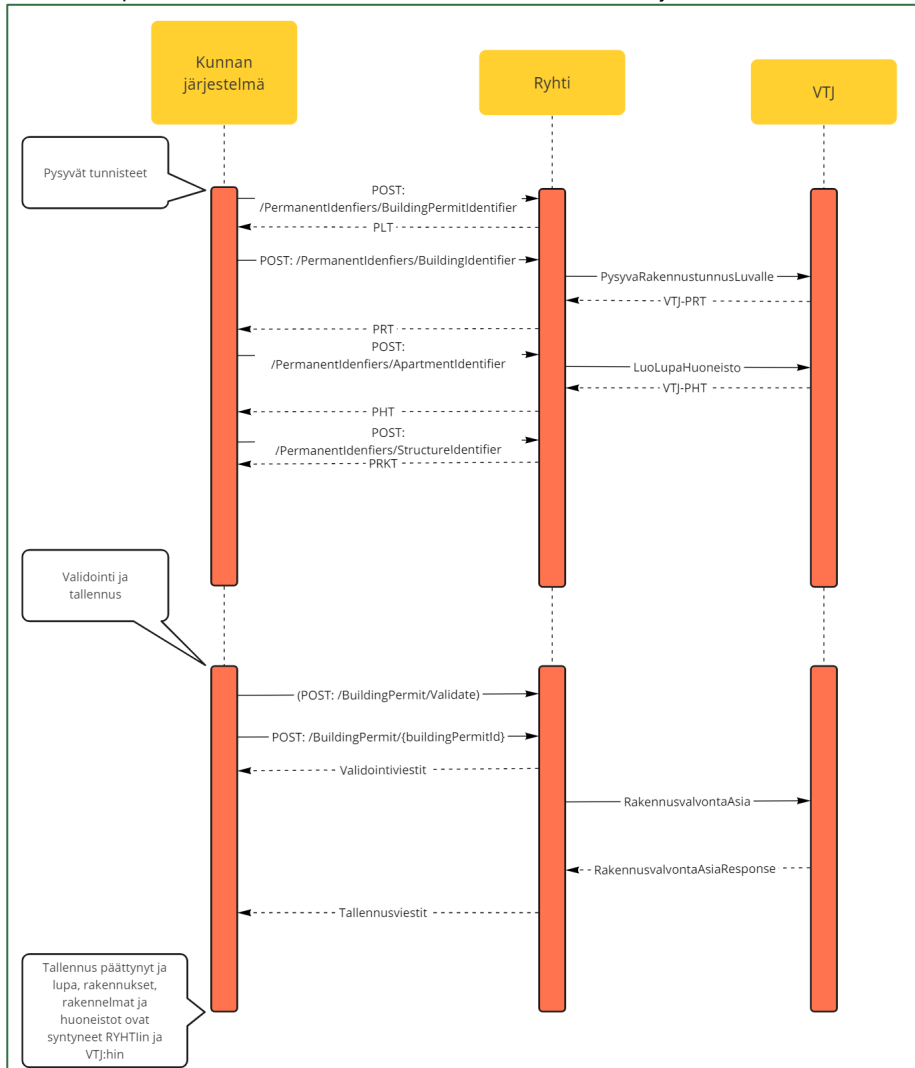 Kunnan
järjestelmä
Ryhti
VTJ
Pysyvät tunnisteet
POST:
/PermanentIdenfiers/BuildingPermitIdentifier
PLT
POST: /PermanentIdenfiers/BuildingIdentifier
PysyvaRakennustunnusLuvalle
VTJ-PRT
PRT
POST:
/PermanentIdenfiers/ApartmentIdentifier
LuoLupaHuoneisto
VTJ-PHT
PHT
POST:
/PermanentIdenfiers/StructureIdentifier
PRKT
Validointi ja
tallennus
(POST: /BuildingPermit/Validate)
POST: /BuildingPermit/{buildingPermitId}
Validointiviestit
RakennusvalvontaAsia
RakennusvalvontaAsiaResponse
Tallennusviestit
Tallennus päättynyt ja
lupa, rakennukset,
rakennelmat ja
huoneistot ovat
syntyneet RYHTIin ja
VTJ:hin